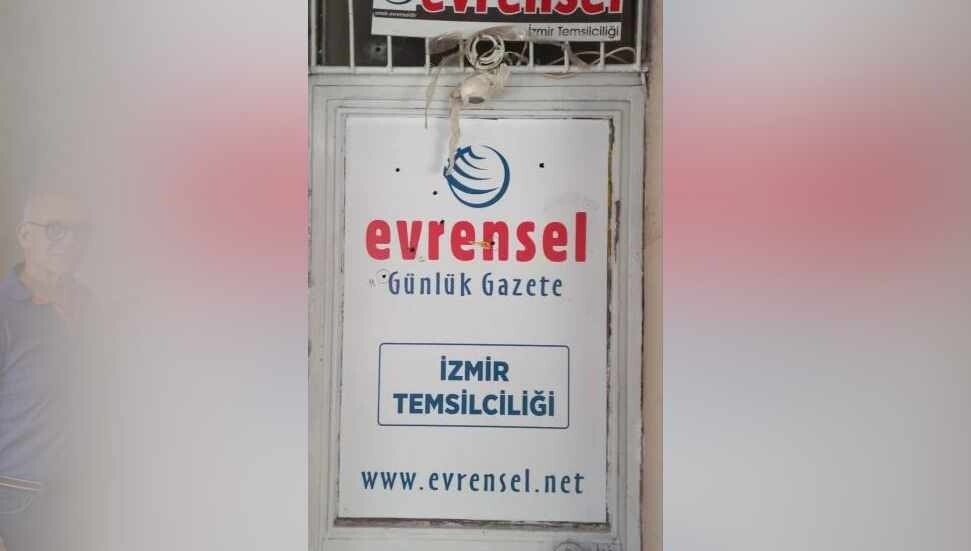 evrensel
İzmir Temsilciliği
evrensel
Günlük Gazete
İZMİR
TEMSİLCİLİĞİ
www.evrensel.net